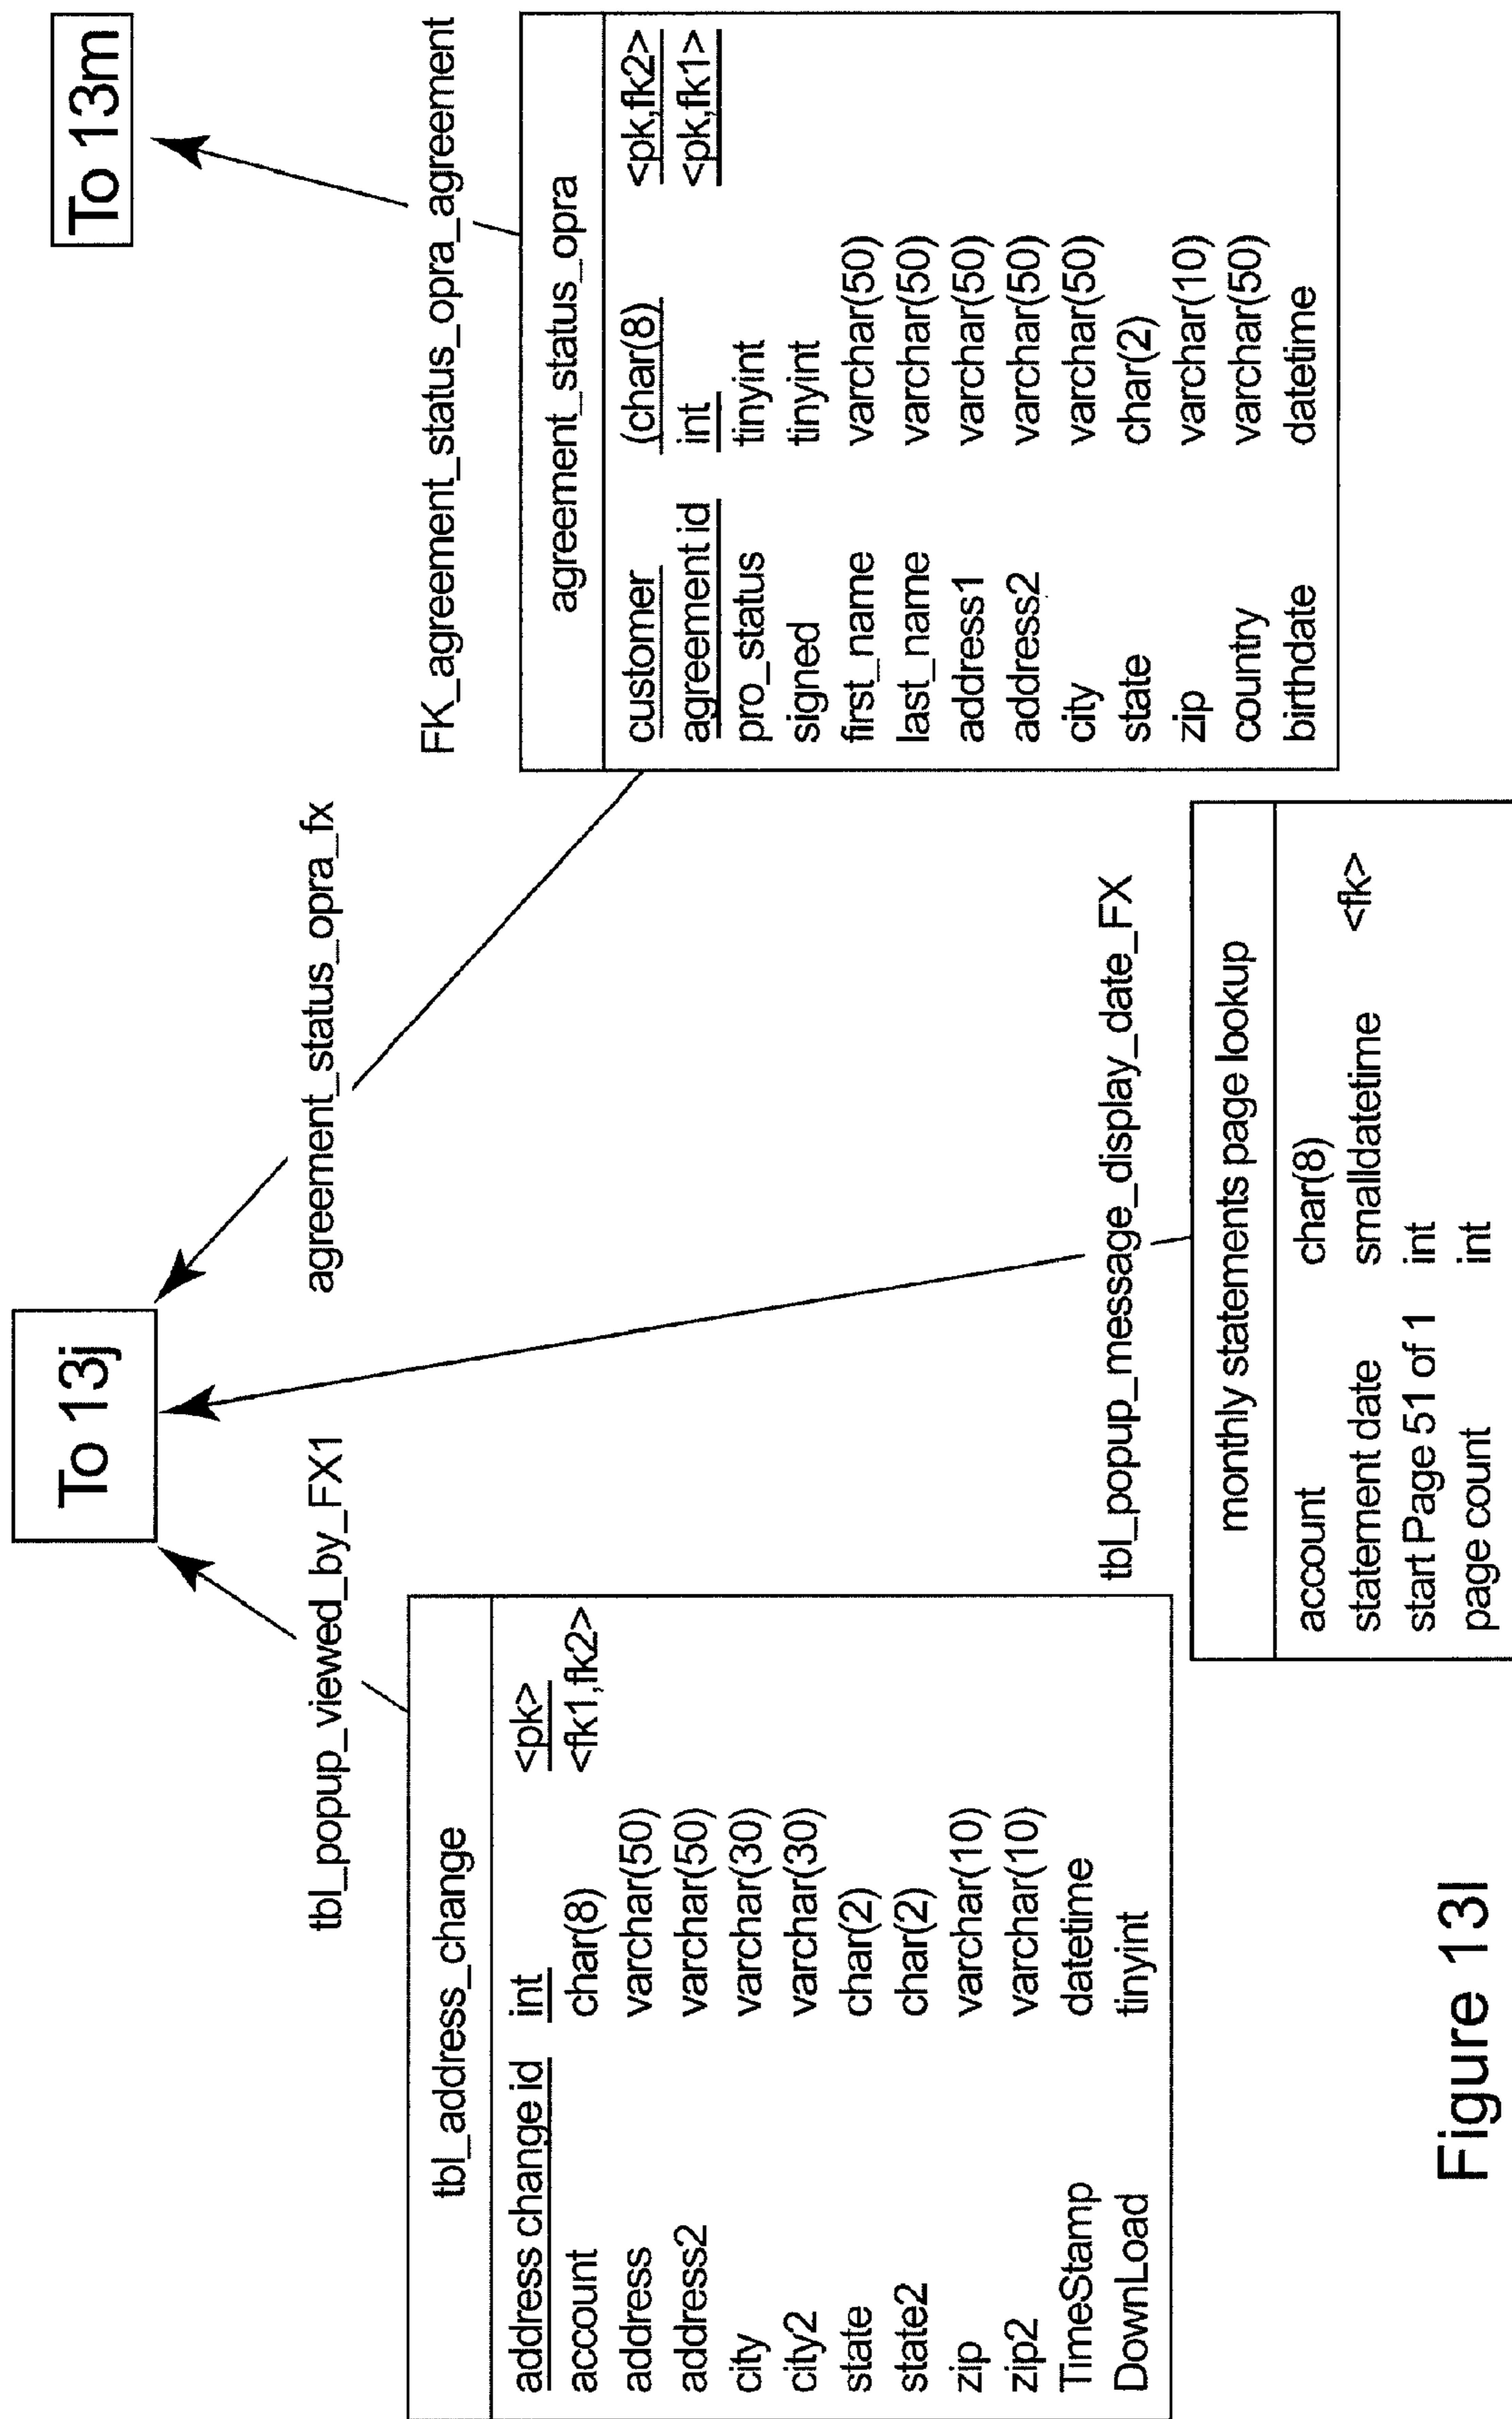 To 13j
To 13m
tbl_popup_viewed_by_FX1
agreement_status_opra_fx
FK_agreement_status_opra_agreement
tbl_address_change
address change id int <pk>
account char(8) <fk1,fk2>
address varchar(50)
address2 varchar(50)
city varchar(30)
city2 varchar(30)
state char(2)
state2 char(2)
zip varchar(10)
zip2 varchar(10)
TimeStamp datetime
DownLoad tinyint
agreement_status_opra
customer (char(8) <pk,fk2>
agreement id int <pk,fk1>
pro_status tinyint
signed tinyint
first_name varchar(50)
last_name varchar(50)
address1 varchar(50)
address2 varchar(50)
city varchar(50)
state char(2)
zip varchar(10)
country varchar(50)
birthdate datetime
tbl_popup_message_display_date_FX
monthly statements page lookup
account char(8)
statement date smalldatetime <fk>
start Page 51 of 1 int
page count int
Figure 13l